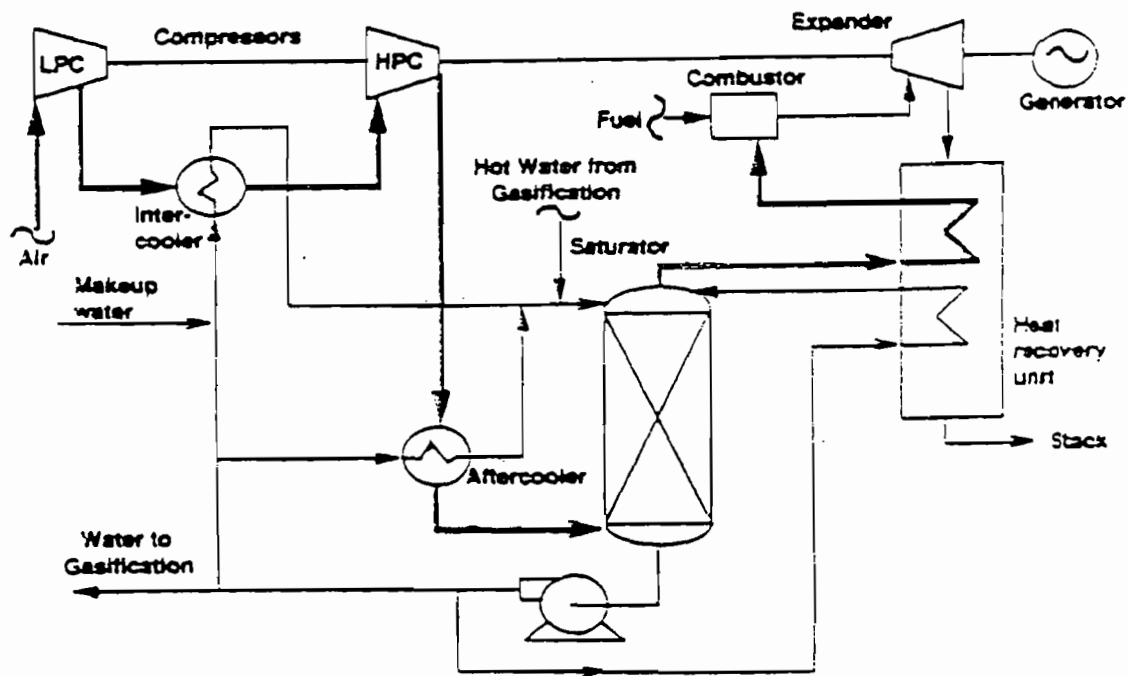 Expander
Compressors
LPC
HPC
Combustor
Generator
Fuel
Hot Water from
Gasification
Inter-
cooler
Saturator
Air
Makeup
water
Heat
recovery
unit
Stack
Aftercooler
Water to
Gasification